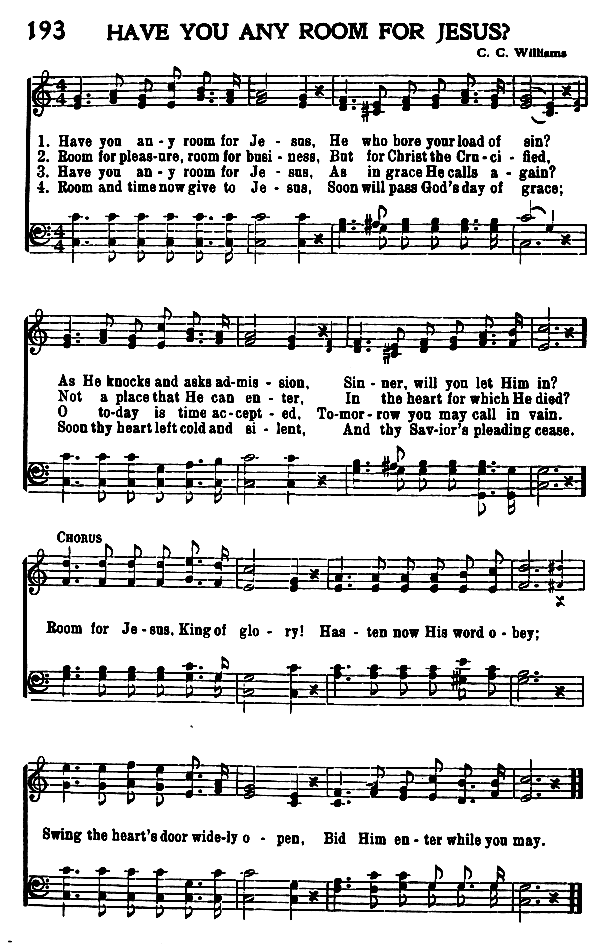 193 HAVE YOU ANY ROOM FOR JESUS?
C. C. Williams
1. Have you an-y room for Je - sus, He who bore your load of sin?
2. Room for pleas-ure, room for busi - ness, But for Christ the Cru-ci - fied,
3. Have you an-y room for Je - sus, As in grace He calls a - gain?
4. Room and time now give to Je - sus, Soon will pass God's day of grace;
As He knocks and asks ad-mis - sion, Sin - ner, will you let Him in?
Not a place that He can en - ter, In the heart for which He died?
O to-day is time ac-cept - ed, To-mor-row you may call in vain.
Soon thy heart left cold and si - lent, And thy Sav-ior's pleading cease.
CHORUS
Room for Je-sus, King of glo - ry! Has - ten now His word o - bey;
Swing the heart's door wide-ly o - pen, Bid Him en-ter while you may.